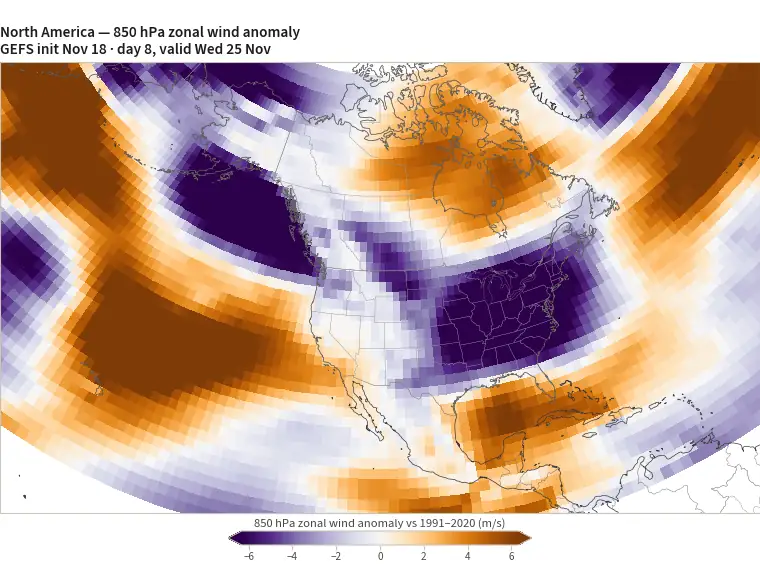 North America — 850 hPa zonal wind anomaly
GEFS init Nov 18 · day 8, valid Wed 25 Nov
850 hPa zonal wind anomaly vs 1991–2020 (m/s)
−6 −4 −2 0 2 4 6